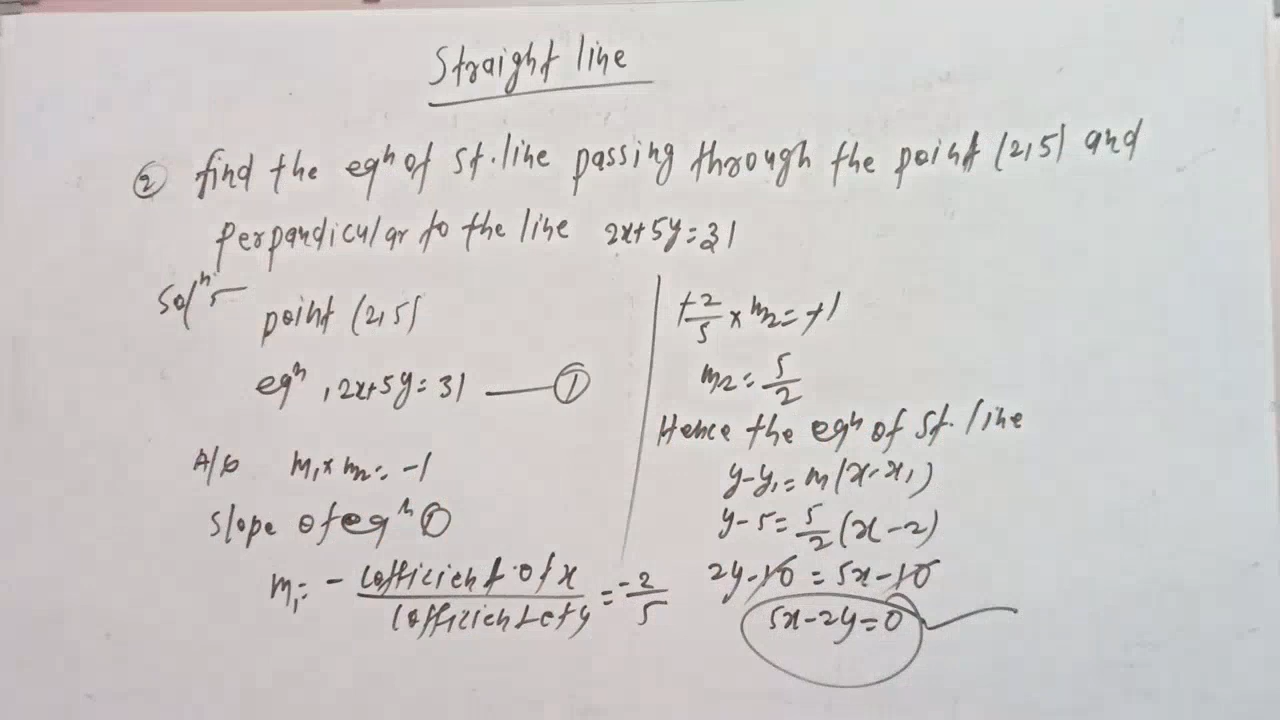 Straight line
② find the eqn of st.line passing through the point (2,5) and
perpandicular to the line 2x+5y=31
Soln:-
point (2,5)
eqn, 2x+5y=31 —— ①
A/Q m₁×m₂=-1
Slope of eqn ①
m₁= - cofficient of x / cofficient of y = -2/5
+2/5 × m₂ = +1
m₂ = 5/2
Hence the eqn of st. line
y-y₁=m(x-x₁)
y-5=5/2(x-2)
2y-10=5x-10
5x-2y=0